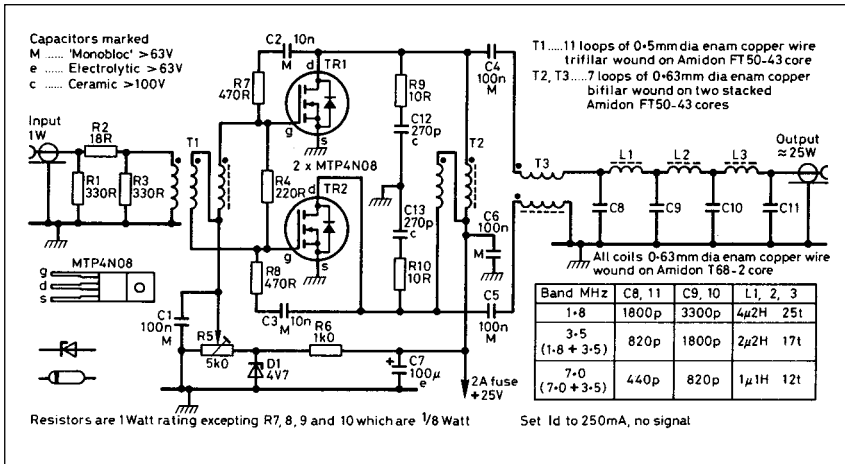 Capacitors marked
M ..... 'Monobloc' >63V
e ..... Electrolytic >63V
c ..... Ceramic >100V
Input
1W
R2
18R
R1
330R
R3
330R
T1
C2 10n
M
R7
470R
d TR1
g
s
2 x MTP4N08
R4
220R
TR2
d
g
s
R8
470R
C3 10n
M
R9
10R
C12
270p
c
C13
270p
c
R10
10R
T2
C4
100n
M
C6
100n
M
C5
100n
M
T3
T1.....11 loops of 0·5mm dia enam copper wire
trifilar wound on Amidon FT50-43 core
T2, T3.....7 loops of 0·63mm dia enam copper
bifilar wound on two stacked
Amidon FT50-43 cores
L1
L2
L3
Output
≈25W
C8
C9
C10
C11
All coils 0·63mm dia enam copper wire
wound on Amidon T68-2 core
MTP4N08
g
d
s
C1
100n
M
R5
5k0
R6
1k0
D1
4V7
+
C7
100µ
e
2A fuse
+25V
Band MHz C8, 11 C9, 10 L1, 2, 3
1·8 1800p 3300p 4µ2H 25t
3·5
(1·8 + 3·5) 820p 1800p 2µ2H 17t
7·0
(7·0 + 3·5) 440p 820p 1µ1H 12t
Resistors are 1 Watt rating excepting R7, 8, 9 and 10 which are 1/8 Watt
Set Id to 250mA, no signal